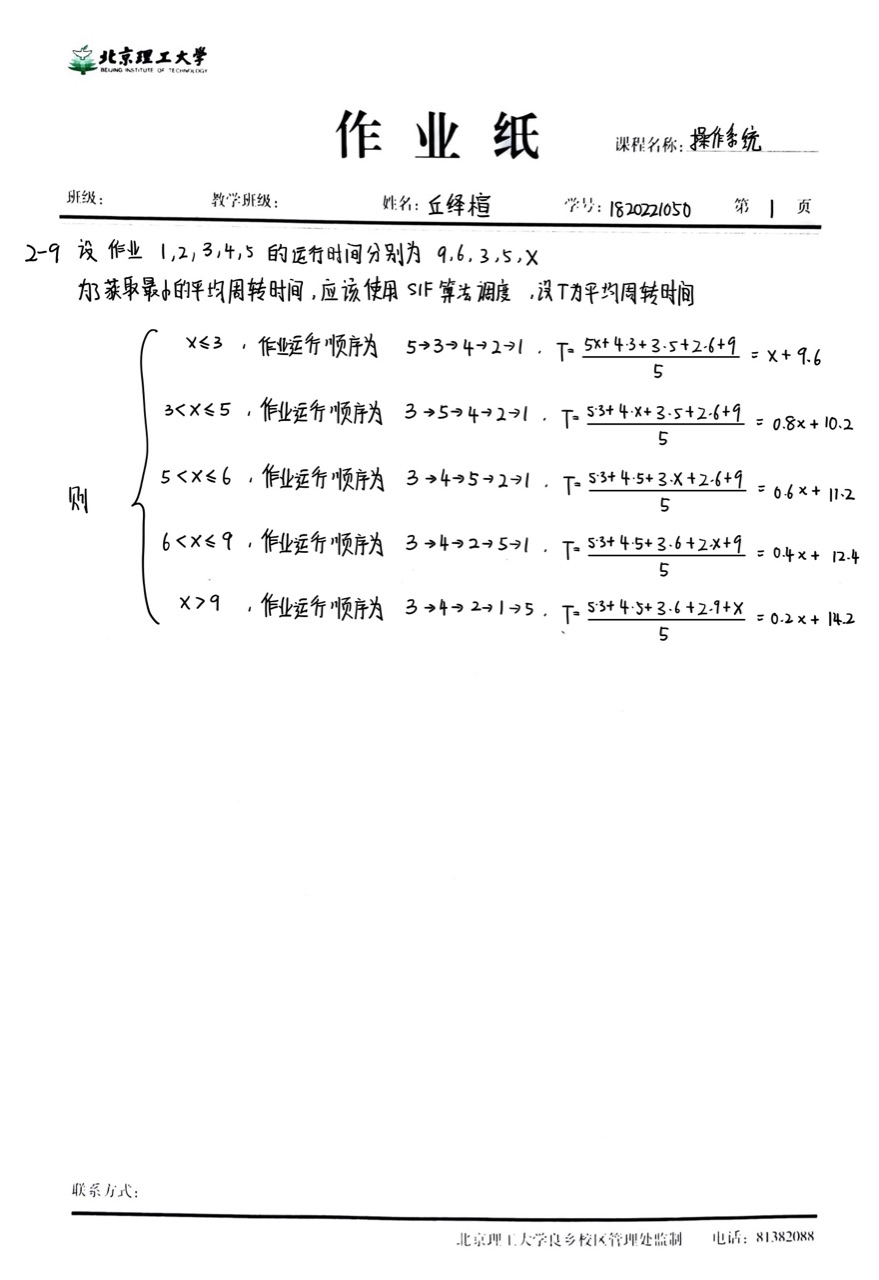 北京理工大学
BEIJING INSTITUTE OF TECHNOLOGY
作业纸
课程名称: 操作系统
班级: 教学班级: 姓名: 丘绎楦 学号: 1820221050 第 1 页
2-9 设作业 1,2,3,4,5 的运行时间分别为 9,6,3,5,X
为了获取最小的平均周转时间,应该使用 SJF 算法调度,设T为平均周转时间
则
x≤3 , 作业运行顺序为 5→3→4→2→1 . T= (5x+4·3+3·5+2·6+9)/5 = x+9.6
3<x≤5 , 作业运行顺序为 3→5→4→2→1 . T= (5·3+4·x+3·5+2·6+9)/5 = 0.8x+10.2
5<x≤6 , 作业运行顺序为 3→4→5→2→1 . T= (5·3+4·5+3·x+2·6+9)/5 = 0.6x+11.2
6<x≤9 , 作业运行顺序为 3→4→2→5→1 . T= (5·3+4·5+3·6+2·x+9)/5 = 0.4x+12.4
x>9 , 作业运行顺序为 3→4→2→1→5 . T= (5·3+4·5+3·6+2·9+x)/5 = 0.2x+14.2
联系方式:
北京理工大学良乡校区管理处监制 电话: 81382088